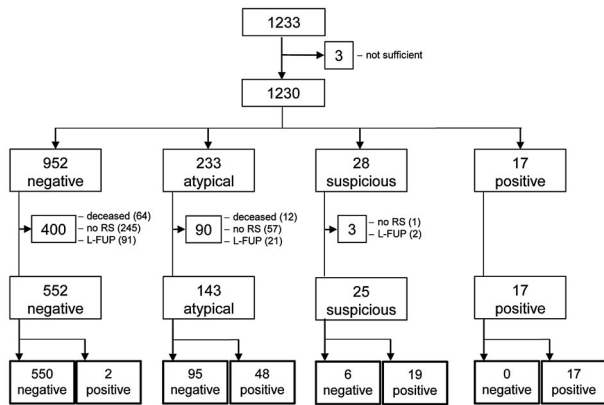 1233
3 – not sufficient
1230
952 negative
233 atypical
28 suspicious
17 positive
400
– deceased (64)
– no RS (245)
– L-FUP (91)
90
– deceased (12)
– no RS (57)
– L-FUP (21)
3
– no RS (1)
– L-FUP (2)
552 negative
143 atypical
25 suspicious
17 positive
550 negative
2 positive
95 negative
48 positive
6 negative
19 positive
0 negative
17 positive